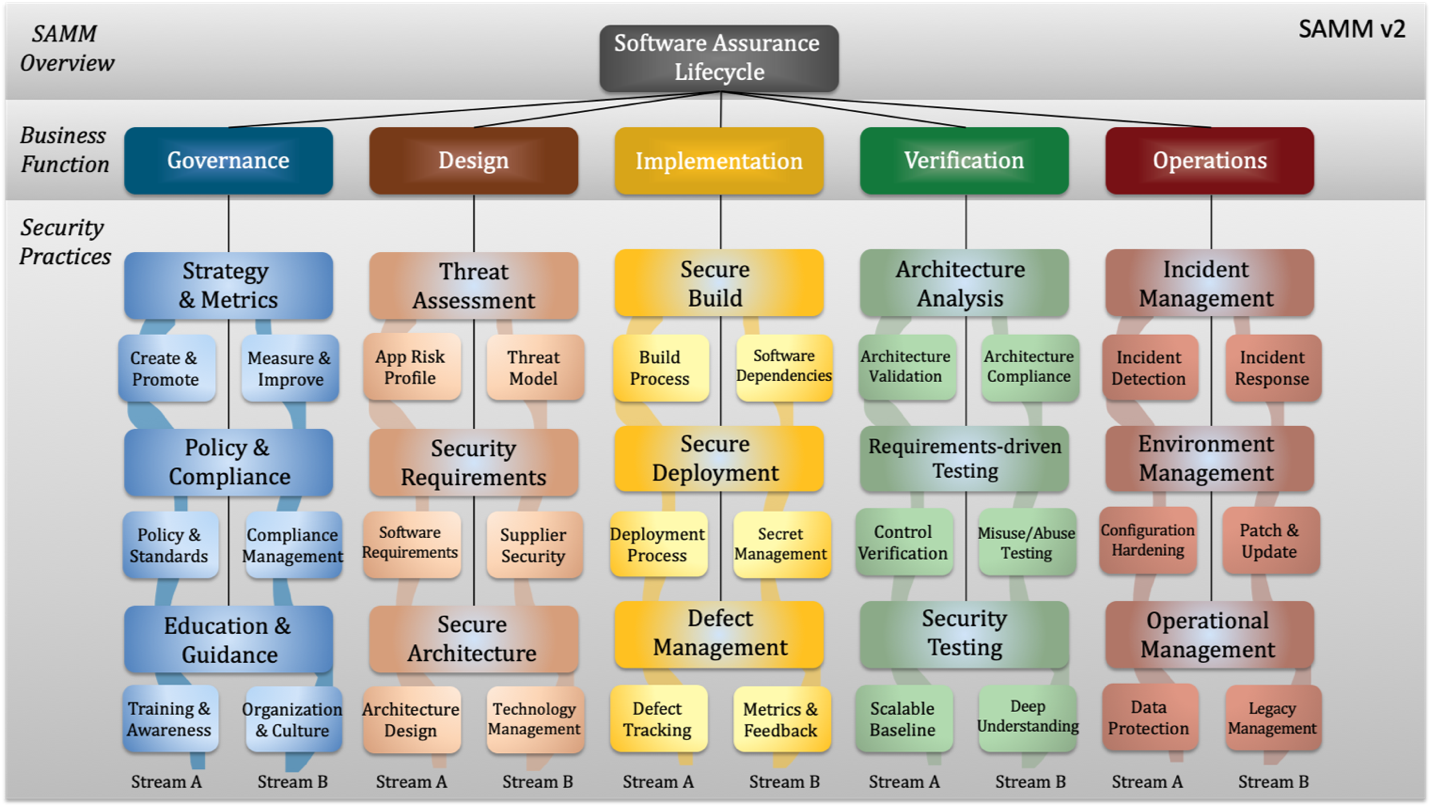 SAMM
Overview
SAMM v2
Software Assurance
Lifecycle
Business
Function
Governance
Design
Implementation
Verification
Operations
Security
Practices
Strategy
& Metrics
Threat
Assessment
Secure
Build
Architecture
Analysis
Incident
Management
Create &
Promote
Measure &
Improve
App Risk
Profile
Threat
Model
Build
Process
Software
Dependencies
Architecture
Validation
Architecture
Compliance
Incident
Detection
Incident
Response
Policy &
Compliance
Security
Requirements
Secure
Deployment
Requirements-driven
Testing
Environment
Management
Policy &
Standards
Compliance
Management
Software
Requirements
Supplier
Security
Deployment
Process
Secret
Management
Control
Verification
Misuse/Abuse
Testing
Configuration
Hardening
Patch &
Update
Education &
Guidance
Secure
Architecture
Defect
Management
Security
Testing
Operational
Management
Training &
Awareness
Organization
& Culture
Architecture
Design
Technology
Management
Defect
Tracking
Metrics &
Feedback
Scalable
Baseline
Deep
Understanding
Data
Protection
Legacy
Management
Stream A
Stream B
Stream A
Stream B
Stream A
Stream B
Stream A
Stream B
Stream A
Stream B